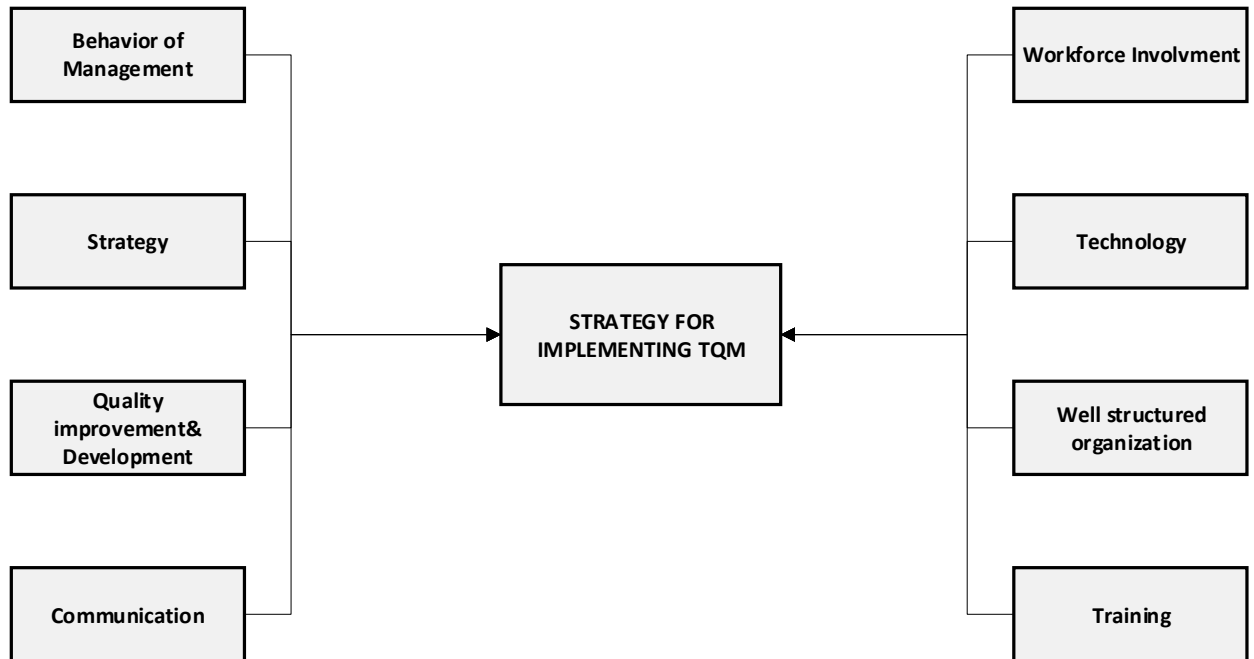 Behavior of
Management
Strategy
Quality
improvement&
Development
Communication
STRATEGY FOR
IMPLEMENTING TQM
Workforce Involvment
Technology
Well structured
organization
Training